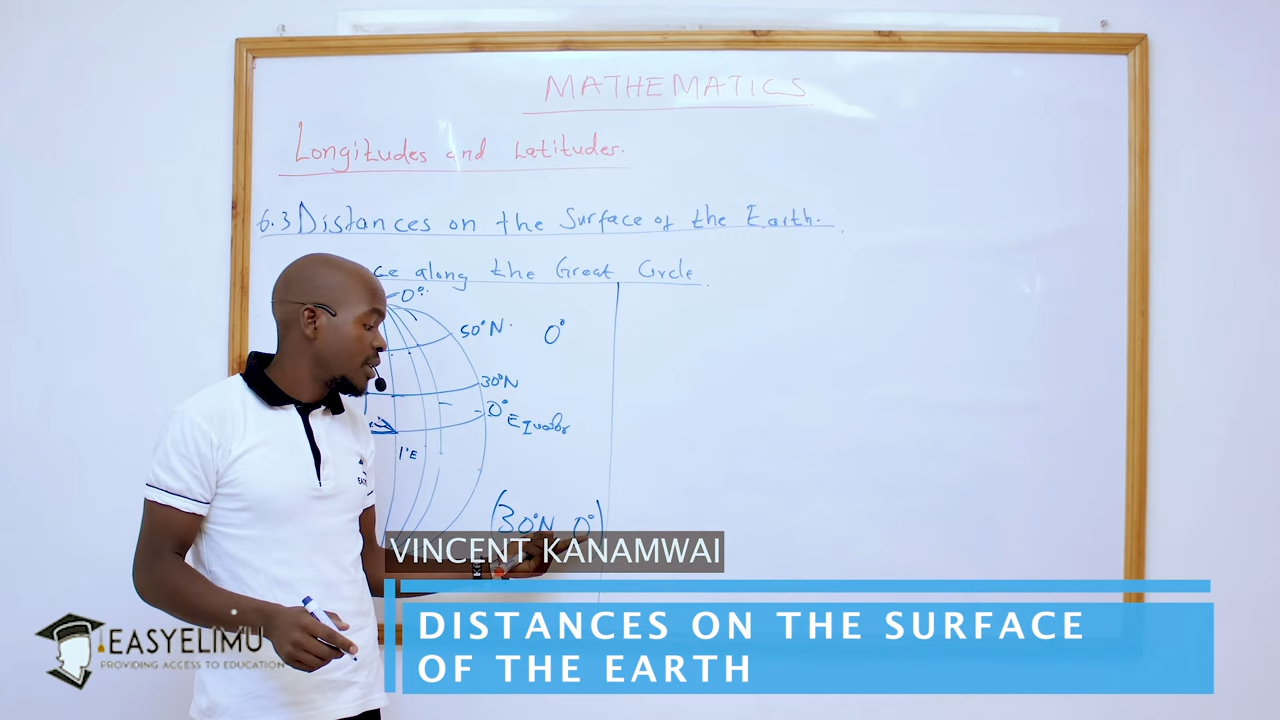 MATHEMATICS
Longitudes and Latitudes.
6.3 Distances on the Surface of the Earth.
ce along the Great Circle.
0°
50°N 0°
30°N
0° Equator
1°E
(30°N 0°)
VINCENT KANAMWAI
DISTANCES ON THE SURFACE
OF THE EARTH
EASYELIMU
PROVIDING ACCESS TO EDUCATION